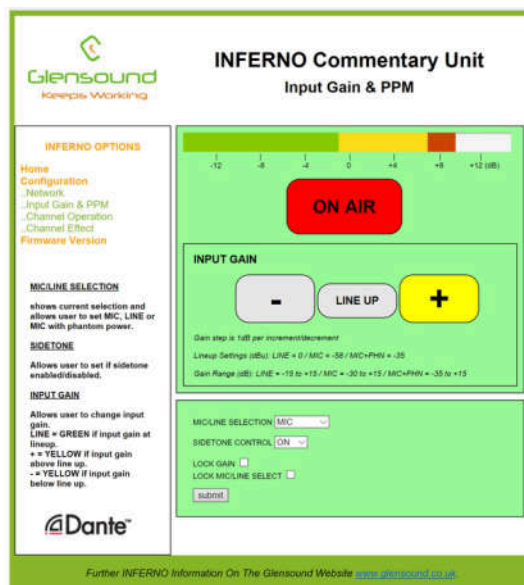 Glensound
Keeps Working
INFERNO Commentary Unit
Input Gain & PPM
INFERNO OPTIONS
Home
Configuration
..Network
..Input Gain & PPM
..Channel Operation
..Channel Effect
Firmware Version
MIC/LINE SELECTION
shows current selection and
allows user to set MIC, LINE or
MIC with phantom power.
SIDETONE
Allows user to set if sidetone
enabled/disabled.
INPUT GAIN
Allows user to change input
gain.
LINE = GREEN if input gain at
lineup.
+ = YELLOW if input gain
above line up.
- = YELLOW if input gain
below line up.
Dante™
-12 -8 -4 0 +4 +8 +12 (dB)
ON AIR
INPUT GAIN
- LINE UP +
Gain step is 1dB per increment/decrement
Lineup Settings (dBu): LINE = 0 / MIC = -58 / MIC+PHN = -35
Gain Range (dB): LINE = -15 to +15 / MIC = -30 to +15 / MIC+PHN = -35 to +15
MIC/LINE SELECTION MIC
SIDETONE CONTROL ON
LOCK GAIN
LOCK MIC/LINE SELECT
submit
Further INFERNO Information On The Glensound Website www.glensound.co.uk.